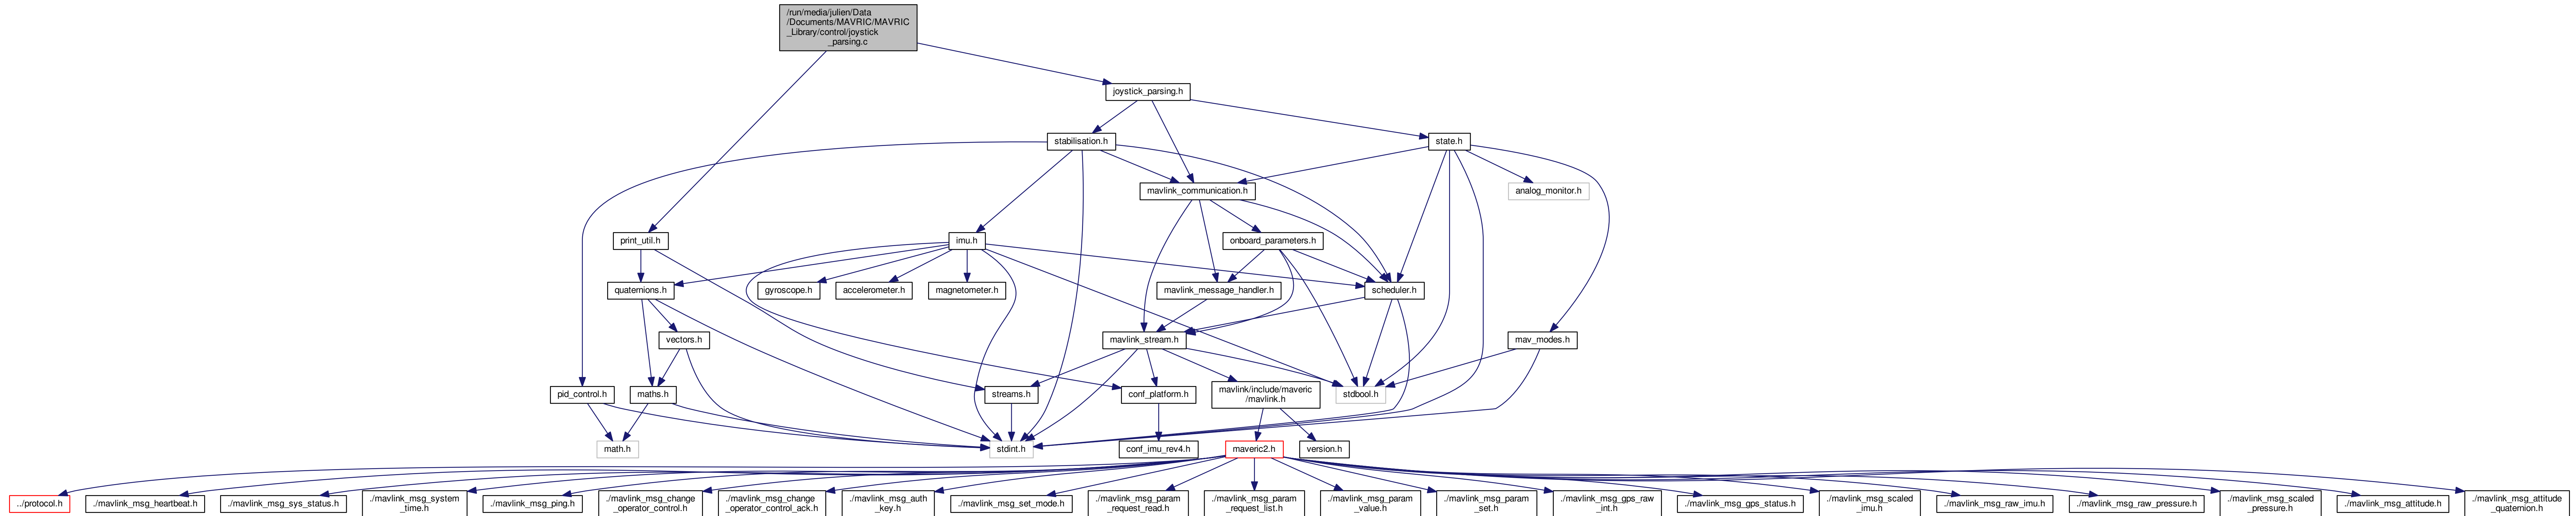 /run/media/julien/Data
/Documents/MAVRIC/MAVRIC
_Library/control/joystick
_parsing.c
joystick_parsing.h
stabilisation.h
state.h
mavlink_communication.h
analog_monitor.h
print_util.h
imu.h
onboard_parameters.h
quaternions.h
gyroscope.h
accelerometer.h
magnetometer.h
mavlink_message_handler.h
scheduler.h
vectors.h
mavlink_stream.h
mav_modes.h
pid_control.h
maths.h
streams.h
conf_platform.h
mavlink/include/maveric
/mavlink.h
stdbool.h
math.h
stdint.h
conf_imu_rev4.h
maveric2.h
version.h
../protocol.h
./mavlink_msg_heartbeat.h
./mavlink_msg_sys_status.h
./mavlink_msg_system
_time.h
./mavlink_msg_ping.h
./mavlink_msg_change
_operator_control.h
./mavlink_msg_change
_operator_control_ack.h
./mavlink_msg_auth
_key.h
./mavlink_msg_set_mode.h
./mavlink_msg_param
_request_read.h
./mavlink_msg_param
_request_list.h
./mavlink_msg_param
_value.h
./mavlink_msg_param
_set.h
./mavlink_msg_gps_raw
_int.h
./mavlink_msg_gps_status.h
./mavlink_msg_scaled
_imu.h
./mavlink_msg_raw_imu.h
./mavlink_msg_raw_pressure.h
./mavlink_msg_scaled
_pressure.h
./mavlink_msg_attitude.h
./mavlink_msg_attitude
_quaternion.h